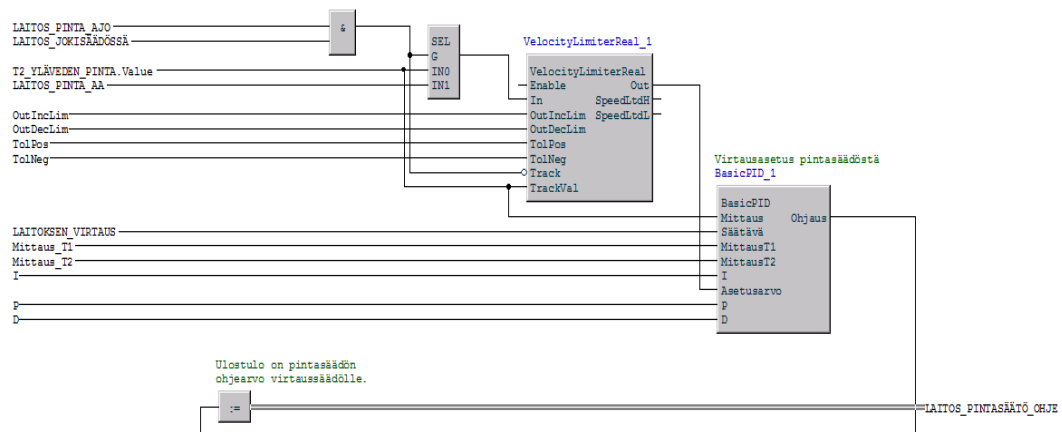 LAITOS_PINTA_AJO
LAITOS_JOKISÄÄDÖSSÄ
&
SEL
G
IN0
IN1
T2_YLÄVEDEN_PINTA.Value
LAITOS_PINTA_AA
VelocityLimiterReal_1
VelocityLimiterReal
Enable Out
In SpeedLtdH
OutIncLim SpeedLtdL
OutDecLim
TolPos
TolNeg
Track
TrackVal
OutIncLim
OutDecLim
TolPos
TolNeg
Virtausasetus pintasäädöstä
BasicPID_1
BasicPID
Mittaus Ohjaus
Säätävä
MittausT1
MittausT2
I
Asetusarvo
P
D
LAITOKSEN_VIRTAUS
Mittaus_T1
Mittaus_T2
I
P
D
Ulostulo on pintasäädön
ohjearvo virtaussäädölle.
:=
LAITOS_PINTASÄÄTÖ_OHJE